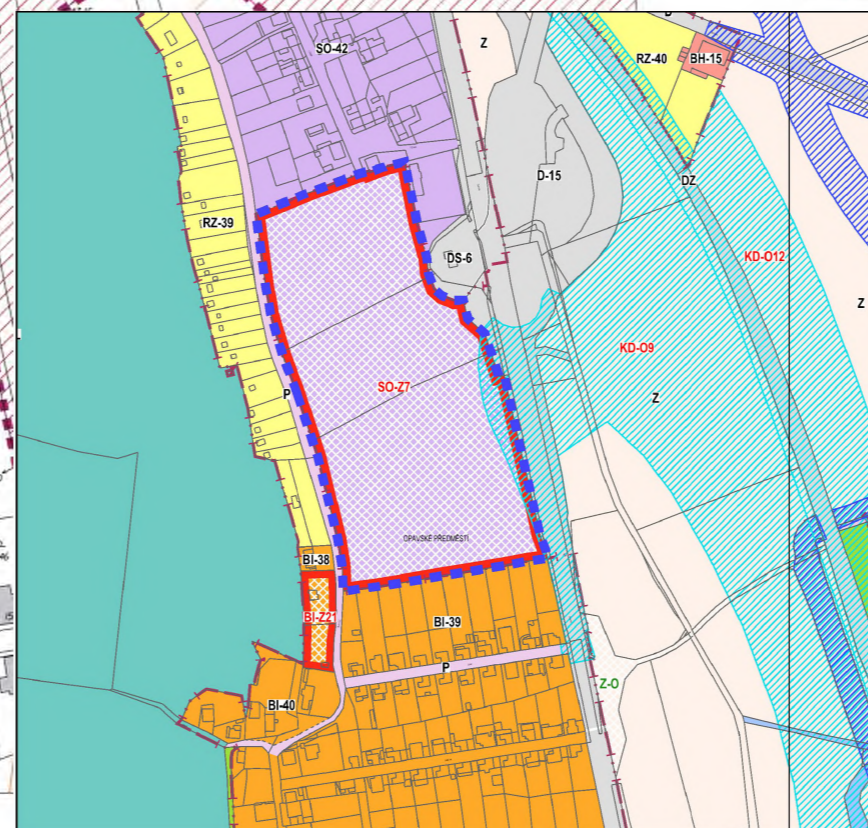 SO-42
Z
RZ-40
BH-15
D-15
DZ
RZ-39
DS-6
KD-O12
Z
KD-O9
SO-Z7
P
Z
OPAVSKÉ PŘEDMĚSTÍ
BI-38
BI-Z21
BI-39
P
Z-O
BI-40